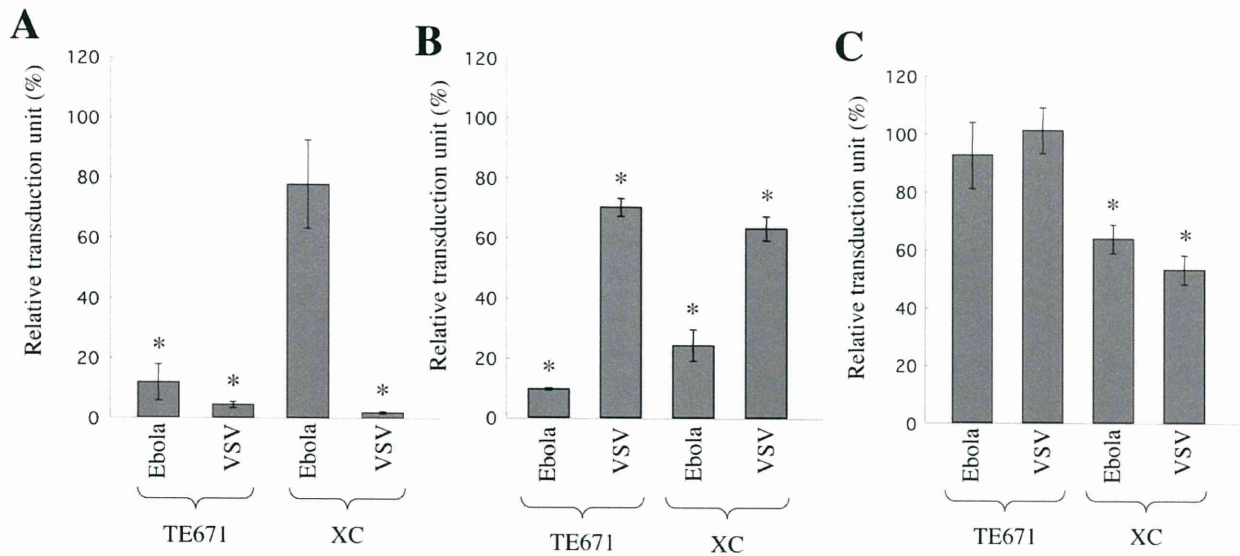 A
Relative transduction unit (%)
120
100
80
60
40
20
0
*
*
*
Ebola
VSV
Ebola
VSV
TE671
XC
B
Relative transduction unit (%)
120
100
80
60
40
20
0
*
*
*
*
Ebola
VSV
Ebola
VSV
TE671
XC
C
Relative transduction unit (%)
120
100
80
60
40
20
0
*
*
Ebola
VSV
Ebola
VSV
TE671
XC